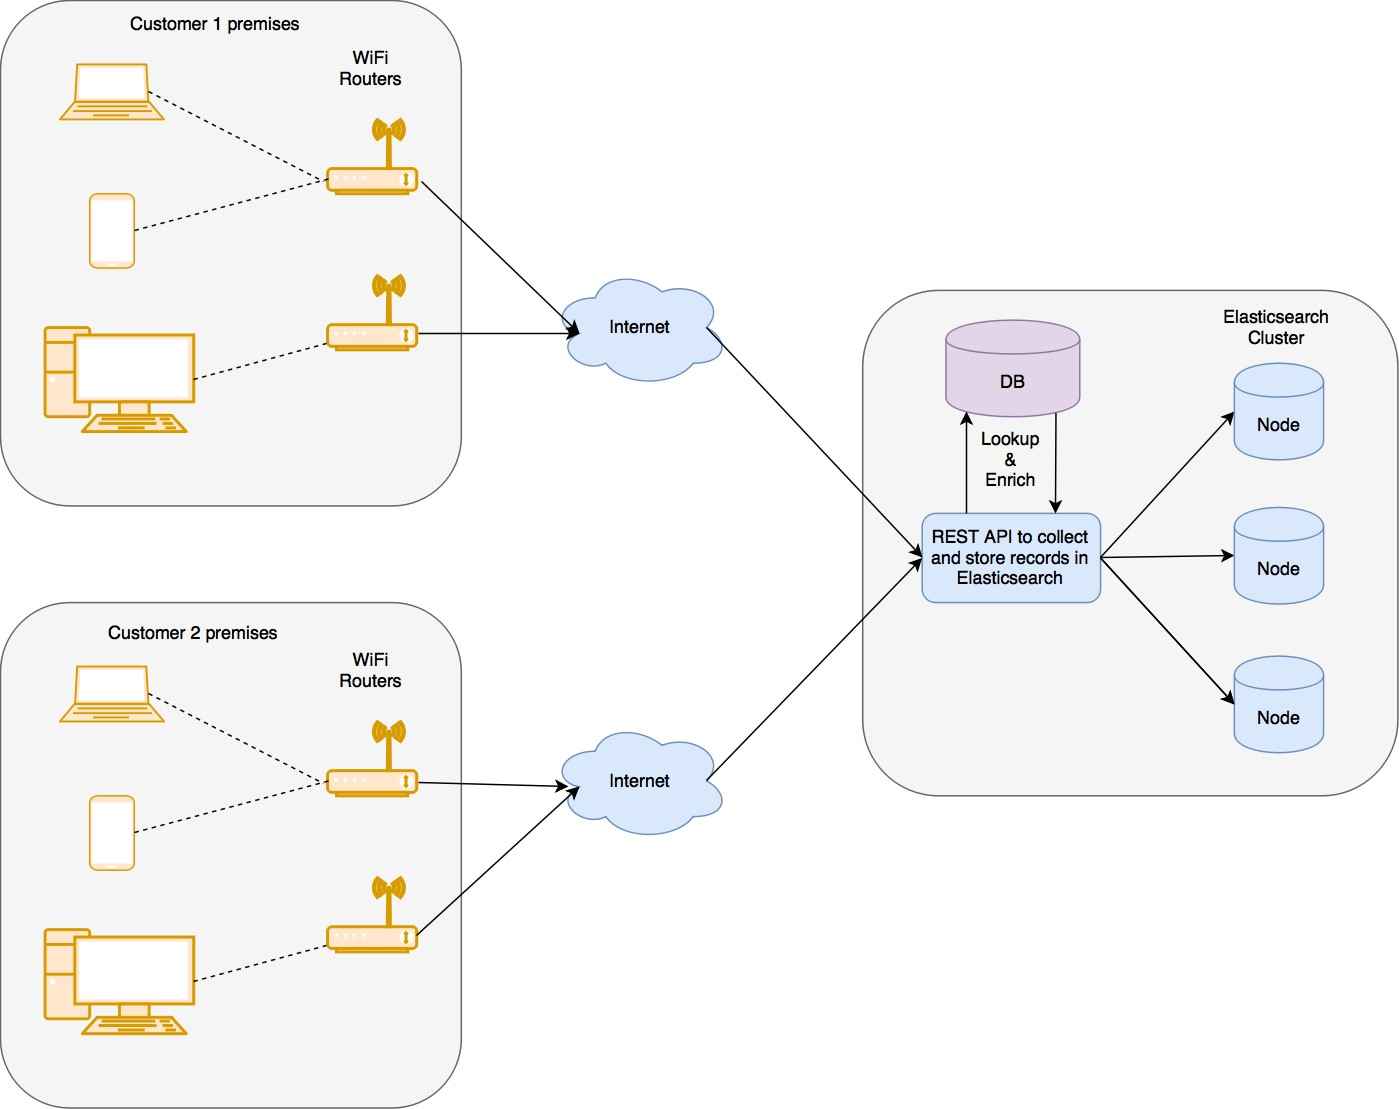 Customer 1 premises
WiFi
Routers
Internet
Customer 2 premises
WiFi
Routers
Internet
DB
Lookup
&
Enrich
REST API to collect
and store records in
Elasticsearch
Elasticsearch
Cluster
Node
Node
Node